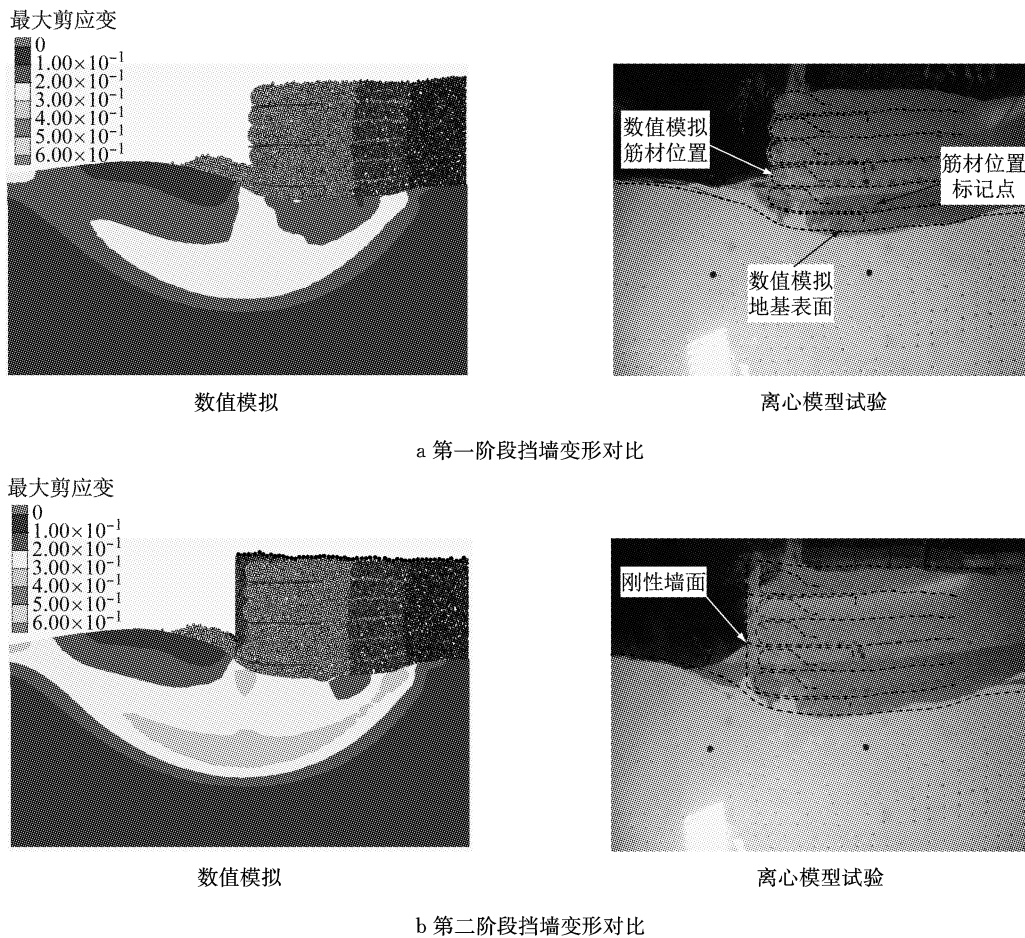 最大剪应变
0
1.00×10⁻¹
2.00×10⁻¹
3.00×10⁻¹
4.00×10⁻¹
5.00×10⁻¹
6.00×10⁻¹
数值模拟
筋材位置
筋材位置
标记点
数值模拟
地基表面
数值模拟
离心模型试验
a 第一阶段挡墙变形对比
最大剪应变
0
1.00×10⁻¹
2.00×10⁻¹
3.00×10⁻¹
4.00×10⁻¹
5.00×10⁻¹
6.00×10⁻¹
刚性墙面
数值模拟
离心模型试验
b 第二阶段挡墙变形对比